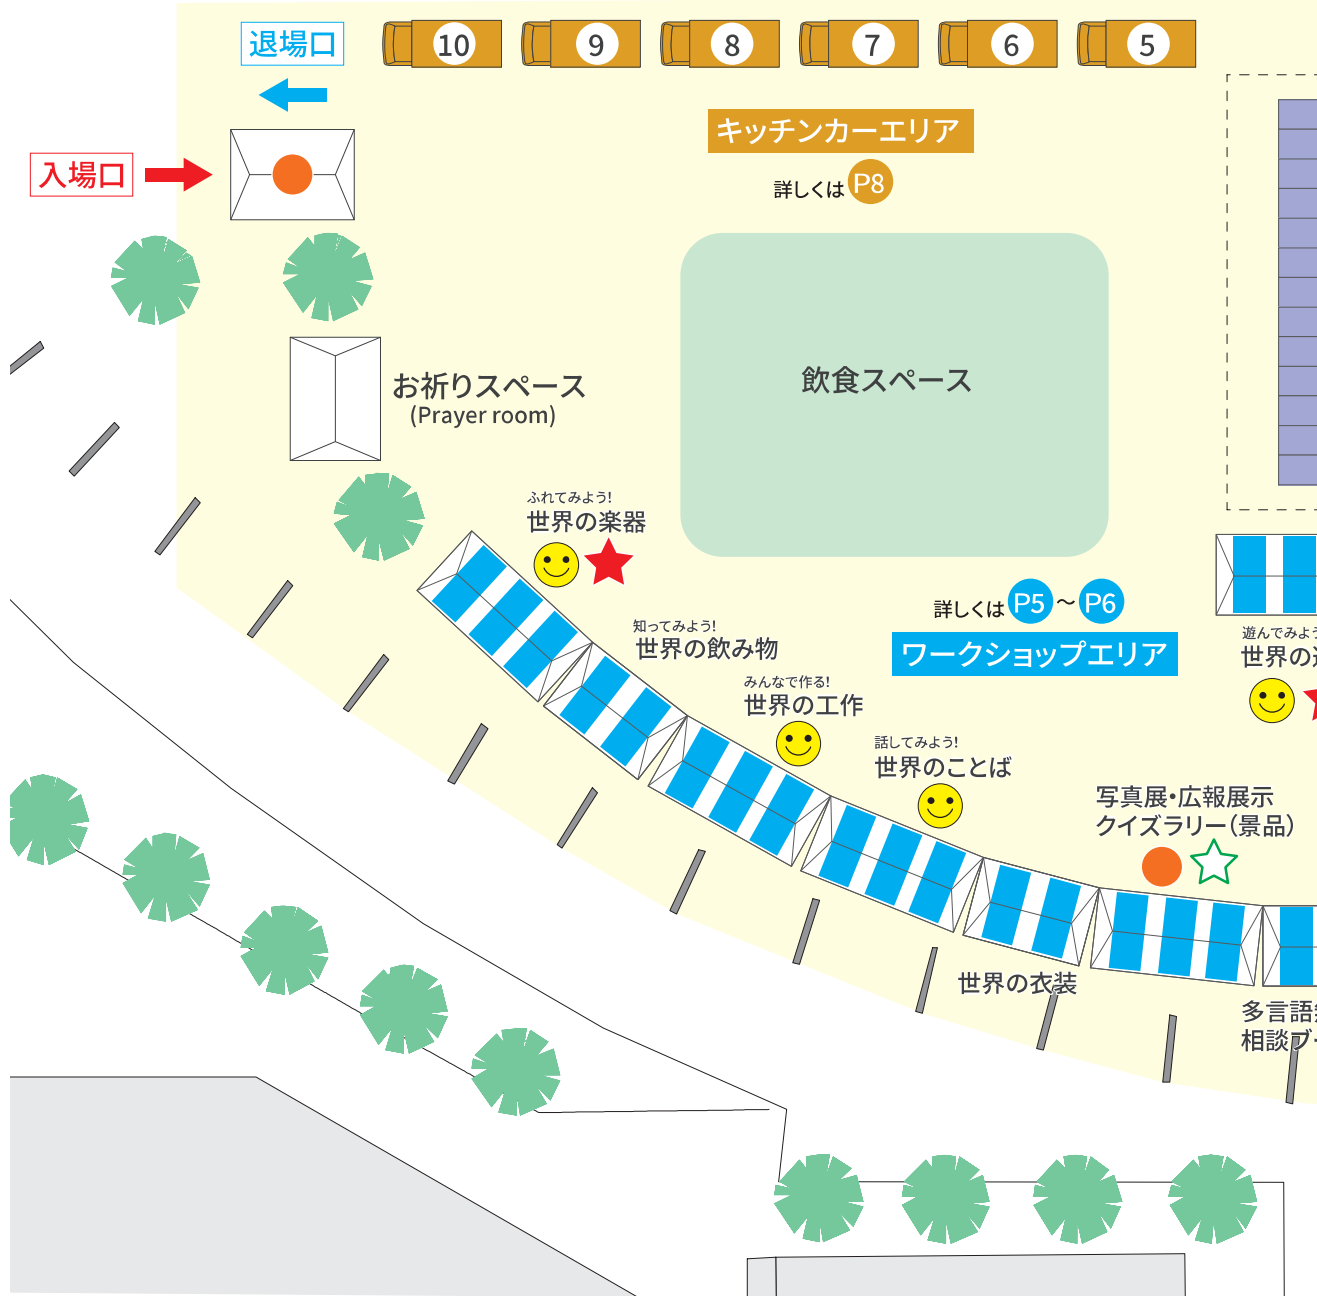 退場口
10
9
8
7
6
5
キッチンカーエリア
詳しくは P8
入場口
お祈りスペース
(Prayer room)
飲食スペース
ふれてみよう!
世界の楽器
詳しくは P5 ～ P6
ワークショップエリア
知ってみよう!
世界の飲み物
遊んでみよう
世界の
みんなで作る!
世界の工作
話してみよう!
世界のことば
写真展・広報展示
クイズラリー（景品）
世界の衣装
多言語
相談ブ